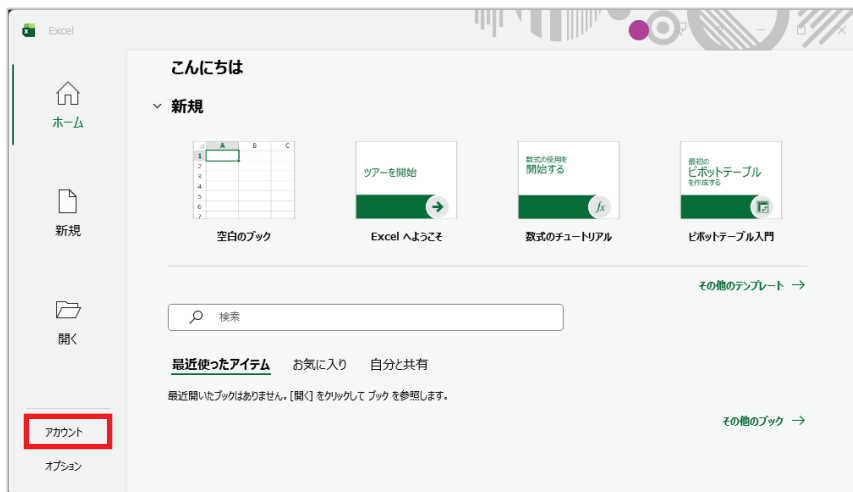 Excel
こんにちは
ホーム
新規
新規
開く
アカウント
オプション
A B C
1
2
3
4
5
6
7
空白のブック
ツアーを開始
Excel へようこそ
数式の使用を
開始する
fx
数式のチュートリアル
最初の
ピボットテーブル
を作成する
ピボットテーブル入門
その他のテンプレート →
検索
最近使ったアイテム お気に入り 自分と共有
最近開いたブックはありません。[開く] をクリックして ブック を参照します。
その他のブック →